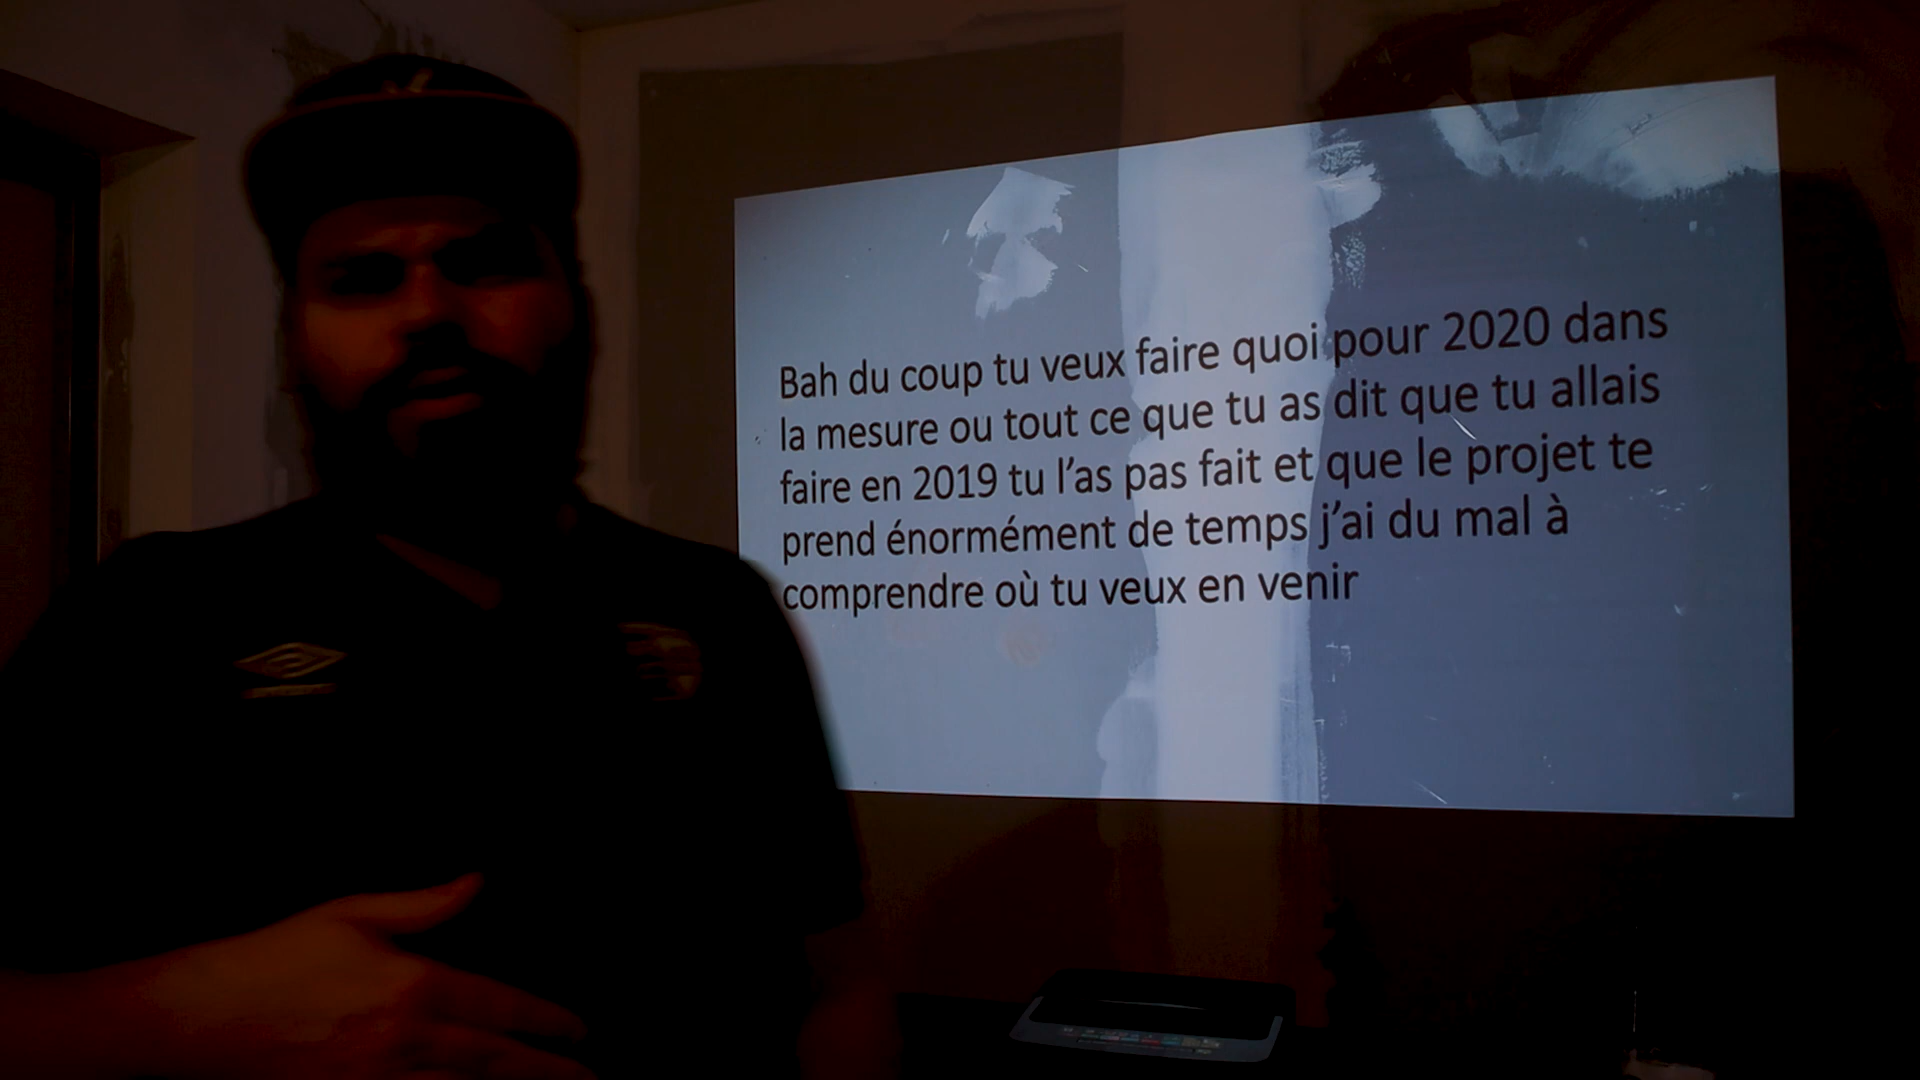 Bah du coup tu veux faire quoi pour 2020 dans
la mesure ou tout ce que tu as dit que tu allais
faire en 2019 tu l’as pas fait et que le projet te
prend énormément de temps j’ai du mal à
comprendre où tu veux en venir